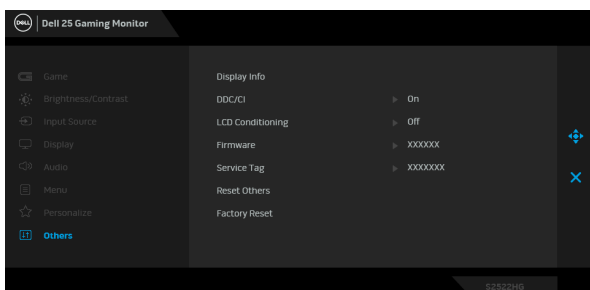 DELL Dell 25 Gaming Monitor
Game
Brightness/Contrast
Input Source
Display
Audio
Menu
Personalize
Others
Display Info
DDC/CI On
LCD Conditioning Off
Firmware XXXXXX
Service Tag XXXXXXX
Reset Others
Factory Reset
S2522HG